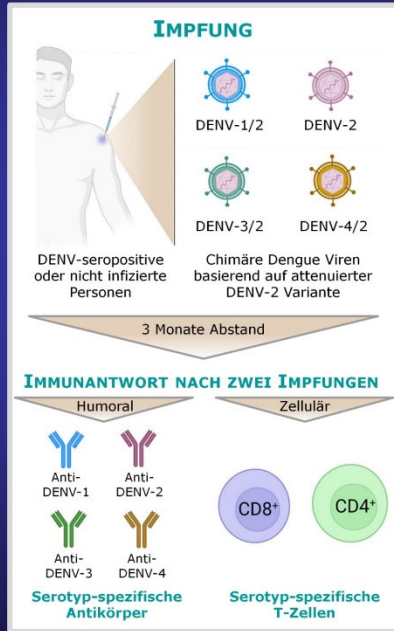 IMPFUNG
DENV-1/2
DENV-2
DENV-3/2
DENV-4/2
DENV-seropositive
oder nicht infizierte
Personen
Chimäre Dengue Viren
basierend auf attenuierter
DENV-2 Variante
3 Monate Abstand
IMMUNANTWORT NACH ZWEI IMPFUNGEN
Humoral
Zellulär
Anti-
DENV-1
Anti-
DENV-2
Anti-
DENV-3
Anti-
DENV-4
CD8+
CD4+
Serotyp-spezifische
Antikörper
Serotyp-spezifische
T-Zellen